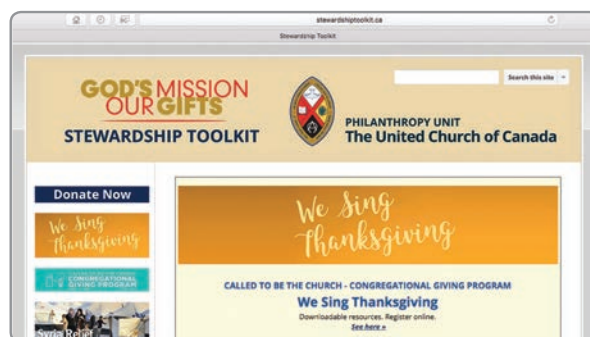 stewardshiptoolkit.ca
Stewardship Toolkit
Search this site
GOD'S MISSION
OUR GIFTS
STEWARDSHIP TOOLKIT
PHILANTHROPY UNIT
The United Church of Canada
Donate Now
We Sing
Thanksgiving
CONGREGATIONAL
GIVING PROGRAM
Syria Relief
We Sing
Thanksgiving
CALLED TO BE THE CHURCH - CONGREGATIONAL GIVING PROGRAM
We Sing Thanksgiving
Downloadable resources. Register online.
See here »